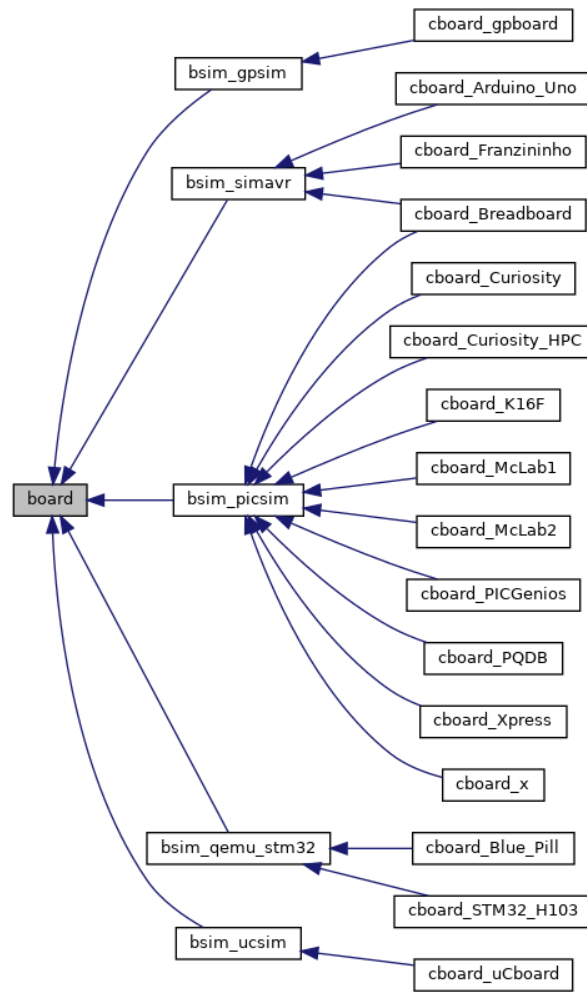 cboard_gpboard
bsim_gpsim
cboard_Arduino_Uno
cboard_Franzininho
bsim_simavr
cboard_Breadboard
cboard_Curiosity
cboard_Curiosity_HPC
cboard_K16F
cboard_McLab1
board
bsim_picsim
cboard_McLab2
cboard_PICGenios
cboard_PQDB
cboard_Xpress
cboard_x
bsim_qemu_stm32
cboard_Blue_Pill
cboard_STM32_H103
bsim_ucsim
cboard_uCboard